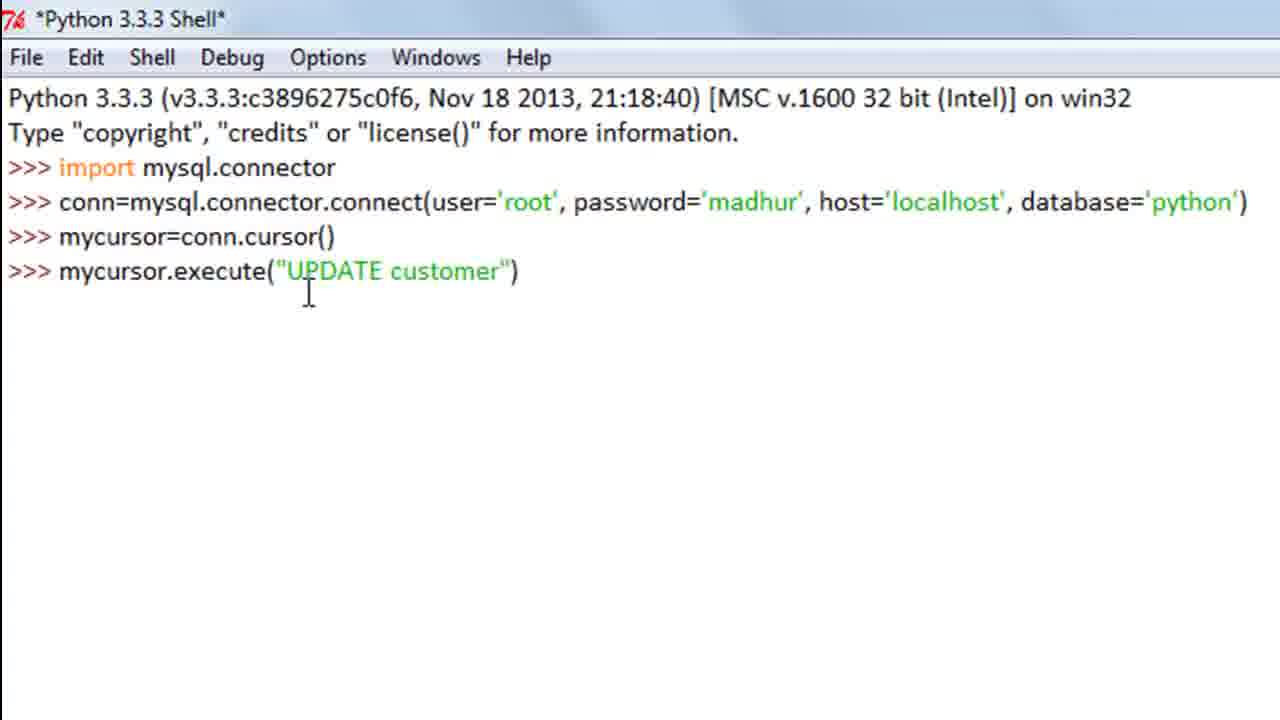 *Python 3.3.3 Shell*
File Edit Shell Debug Options Windows Help
Python 3.3.3 (v3.3.3:c3896275c0f6, Nov 18 2013, 21:18:40) [MSC v.1600 32 bit (Intel)] on win32
Type "copyright", "credits" or "license()" for more information.
>>> import mysql.connector
>>> conn=mysql.connector.connect(user='root', password='madhur', host='localhost', database='python')
>>> mycursor=conn.cursor()
>>> mycursor.execute("UPDATE customer")